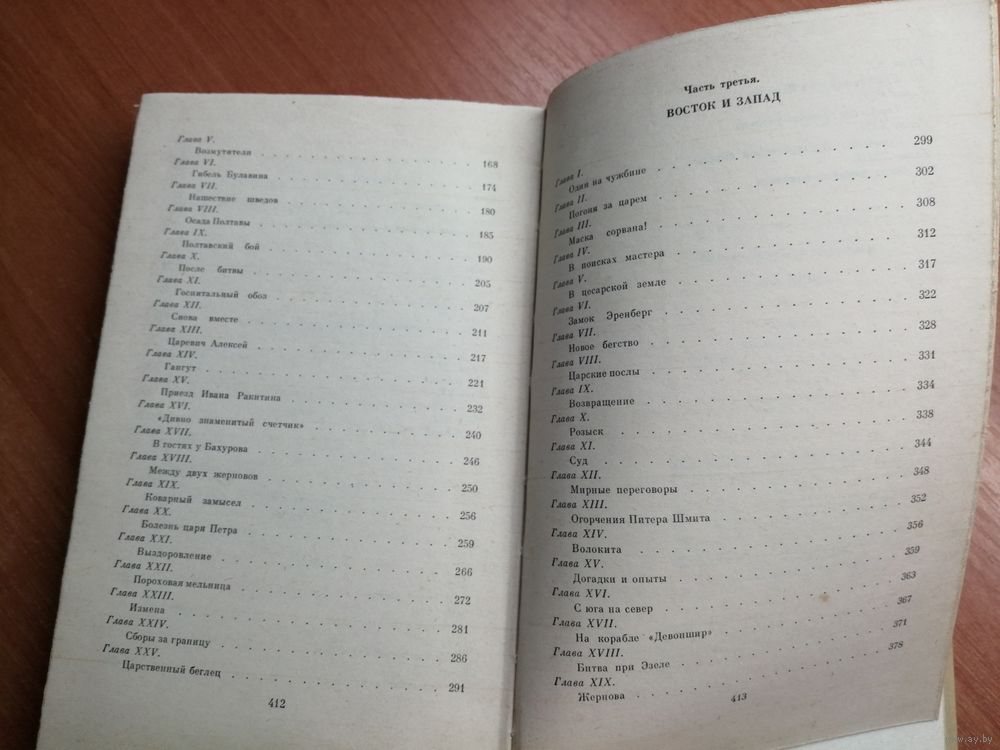 Глава V.
Возмутители . . . 168
Глава VI.
Гибель Булавина . . . 174
Глава VII.
Нашествие шведов . . . 180
Глава VIII.
Осада Полтавы . . . 185
Глава IX.
Полтавский бой . . . 190
Глава X.
После битвы . . . 205
Глава XI.
Госпитальный обоз . . . 207
Глава XII.
Снова вместе . . . 211
Глава XIII.
Царевич Алексей . . . 217
Глава XIV.
Гангут . . . 221
Глава XV.
Приезд Ивана Ракитина . . . 232
Глава XVI.
«Дивно знаменитый счетчик» . . . 240
Глава XVII.
В гостях у Бахурова . . . 246
Глава XVIII.
Между двух жерновов . . . 250
Глава XIX.
Коварный замысел . . . 256
Глава XX.
Болезнь царя Петра . . . 259
Глава XXI.
Выздоровление . . . 266
Глава XXII.
Пороховая мельница . . . 272
Глава XXIII.
Измена . . . 281
Глава XXIV.
Сборы за границу . . . 286
Глава XXV.
Царственный беглец . . . 291
412
Часть третья.
ВОСТОК И ЗАПАД
Глава I.
Один на чужбине . . . 299
Глава II.
Погоня за царем . . . 302
Глава III.
Маска сорвана! . . . 308
Глава IV.
В поисках мастера . . . 312
Глава V.
В цесарской земле . . . 317
Глава VI.
Замок Эренберг . . . 322
Глава VII.
Новое бегство . . . 328
Глава VIII.
Царские послы . . . 331
Глава IX.
Возвращение . . . 334
Глава X.
Розыск . . . 338
Глава XI.
Суд . . . 344
Глава XII.
Мирные переговоры . . . 348
Глава XIII.
Огорчения Питера Шмита . . . 352
Глава XIV.
Волокита . . . 356
Глава XV.
Догадки и опыты . . . 359
Глава XVI.
С юга на север . . . 363
Глава XVII.
На корабле «Девоншир» . . . 367
Глава XVIII.
Битва при Эзеле . . . 371
Глава XIX.
Жернова . . . 378
413
www.ay.by